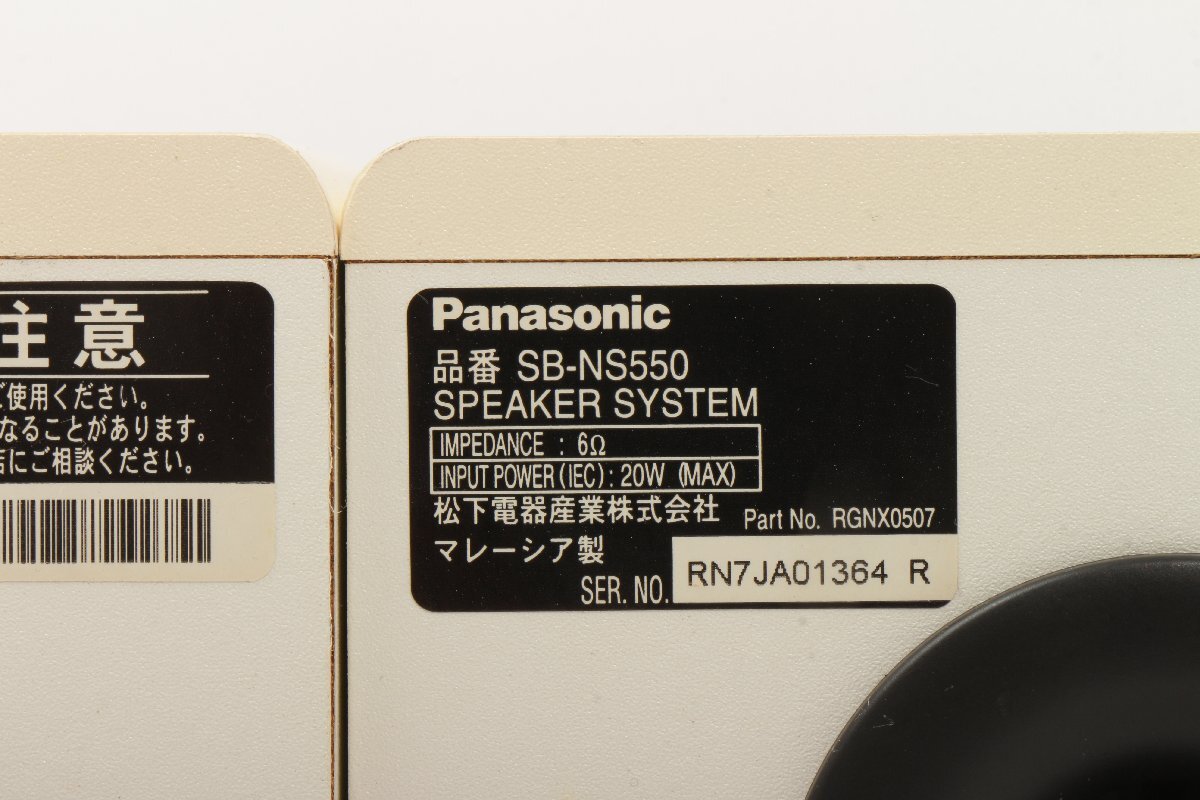 注意
ご使用ください。
なることがあります。
店にご相談ください。
Panasonic
品番 SB-NS550
SPEAKER SYSTEM
IMPEDANCE : 6Ω
INPUT POWER (IEC) : 20W (MAX)
松下電器産業株式会社 Part No. RGNX0507
マレーシア製
SER. NO. RN7JA01364 R